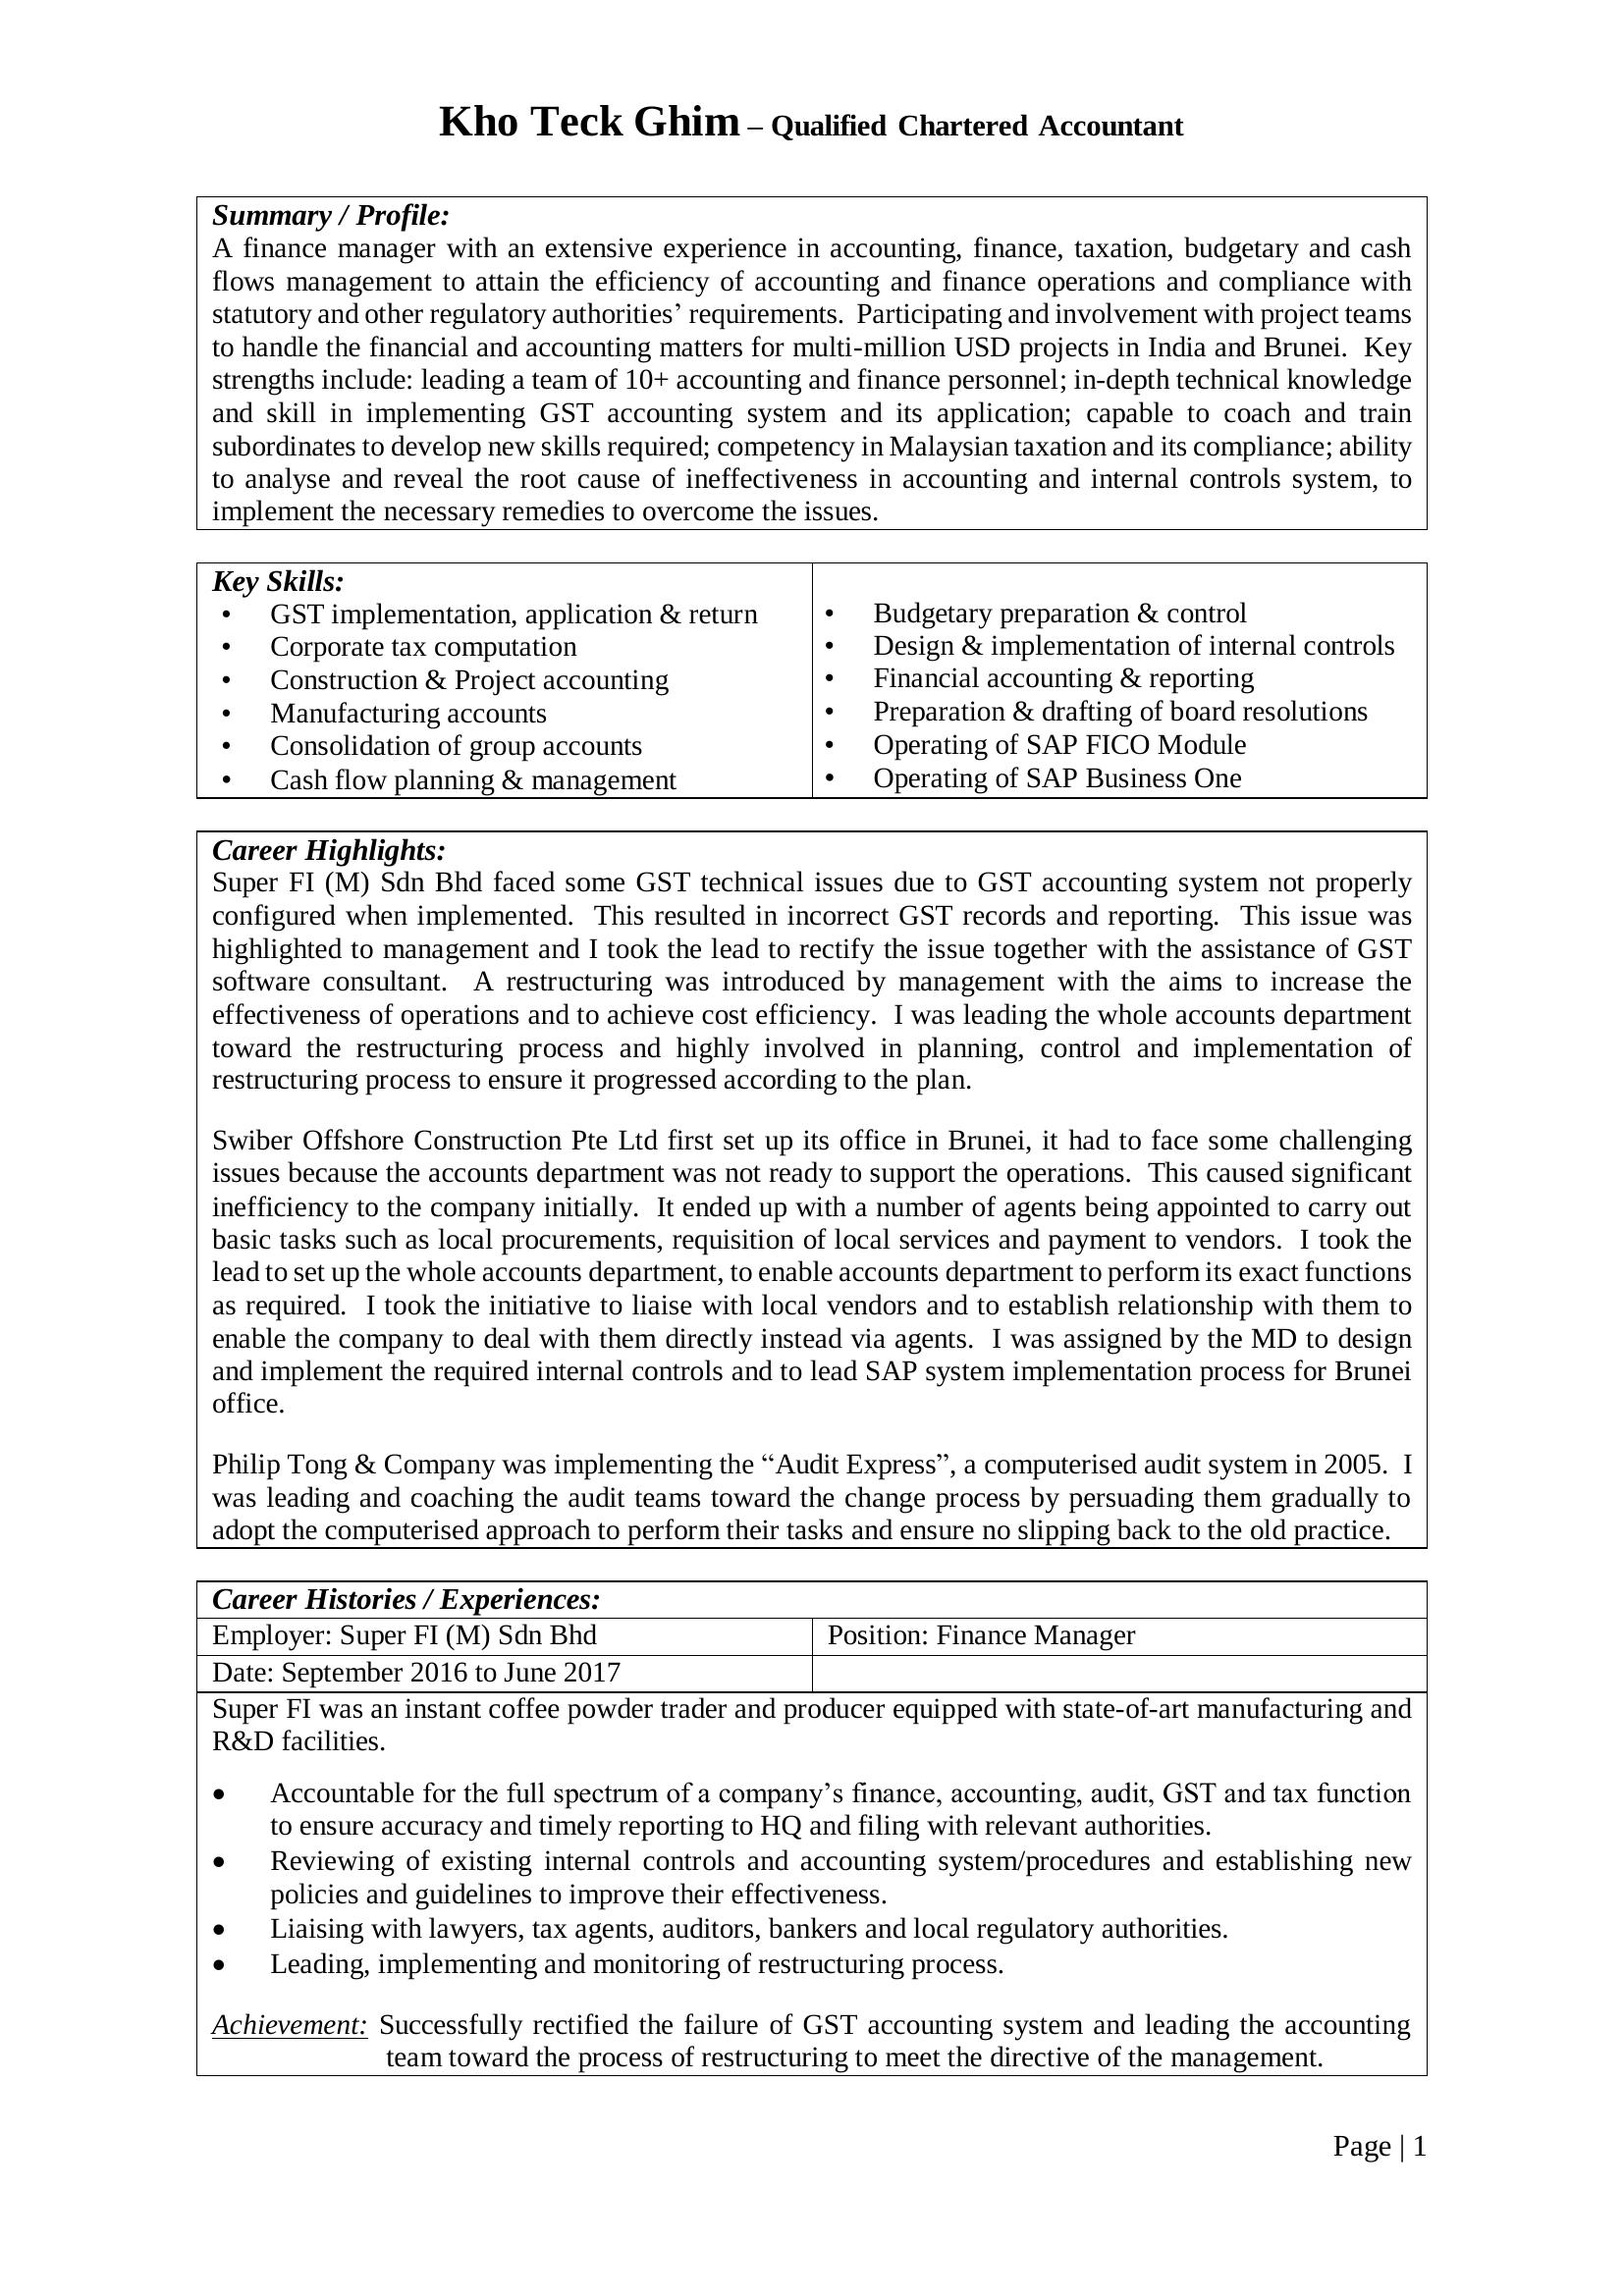 Kho Teck Ghim – Qualified Chartered Accountant
Summary / Profile:
A finance manager with an extensive experience in accounting, finance, taxation, budgetary and cash
flows management to attain the efficiency of accounting and finance operations and compliance with
statutory and other regulatory authorities’ requirements. Participating and involvement with project teams
to handle the financial and accounting matters for multi-million USD projects in India and Brunei. Key
strengths include: leading a team of 10+ accounting and finance personnel; in-depth technical knowledge
and skill in implementing GST accounting system and its application; capable to coach and train
subordinates to develop new skills required; competency in Malaysian taxation and its compliance; ability
to analyse and reveal the root cause of ineffectiveness in accounting and internal controls system, to
implement the necessary remedies to overcome the issues.
Key Skills:
• GST implementation, application & return
• Corporate tax computation
• Construction & Project accounting
• Manufacturing accounts
• Consolidation of group accounts
• Cash flow planning & management
• Budgetary preparation & control
• Design & implementation of internal controls
• Financial accounting & reporting
• Preparation & drafting of board resolutions
• Operating of SAP FICO Module
• Operating of SAP Business One
Career Highlights:
Super FI (M) Sdn Bhd faced some GST technical issues due to GST accounting system not properly
configured when implemented. This resulted in incorrect GST records and reporting. This issue was
highlighted to management and I took the lead to rectify the issue together with the assistance of GST
software consultant. A restructuring was introduced by management with the aims to increase the
effectiveness of operations and to achieve cost efficiency. I was leading the whole accounts department
toward the restructuring process and highly involved in planning, control and implementation of
restructuring process to ensure it progressed according to the plan.
Swiber Offshore Construction Pte Ltd first set up its office in Brunei, it had to face some challenging
issues because the accounts department was not ready to support the operations. This caused significant
inefficiency to the company initially. It ended up with a number of agents being appointed to carry out
basic tasks such as local procurements, requisition of local services and payment to vendors. I took the
lead to set up the whole accounts department, to enable accounts department to perform its exact functions
as required. I took the initiative to liaise with local vendors and to establish relationship with them to
enable the company to deal with them directly instead via agents. I was assigned by the MD to design
and implement the required internal controls and to lead SAP system implementation process for Brunei
office.
Philip Tong & Company was implementing the “Audit Express”, a computerised audit system in 2005. I
was leading and coaching the audit teams toward the change process by persuading them gradually to
adopt the computerised approach to perform their tasks and ensure no slipping back to the old practice.
Career Histories / Experiences:
Employer: Super FI (M) Sdn Bhd
Position: Finance Manager
Date: September 2016 to June 2017
Super FI was an instant coffee powder trader and producer equipped with state-of-art manufacturing and
R&D facilities.
• Accountable for the full spectrum of a company’s finance, accounting, audit, GST and tax function
to ensure accuracy and timely reporting to HQ and filing with relevant authorities.
• Reviewing of existing internal controls and accounting system/procedures and establishing new
policies and guidelines to improve their effectiveness.
• Liaising with lawyers, tax agents, auditors, bankers and local regulatory authorities.
• Leading, implementing and monitoring of restructuring process.
Achievement: Successfully rectified the failure of GST accounting system and leading the accounting
team toward the process of restructuring to meet the directive of the management.
Page | 1